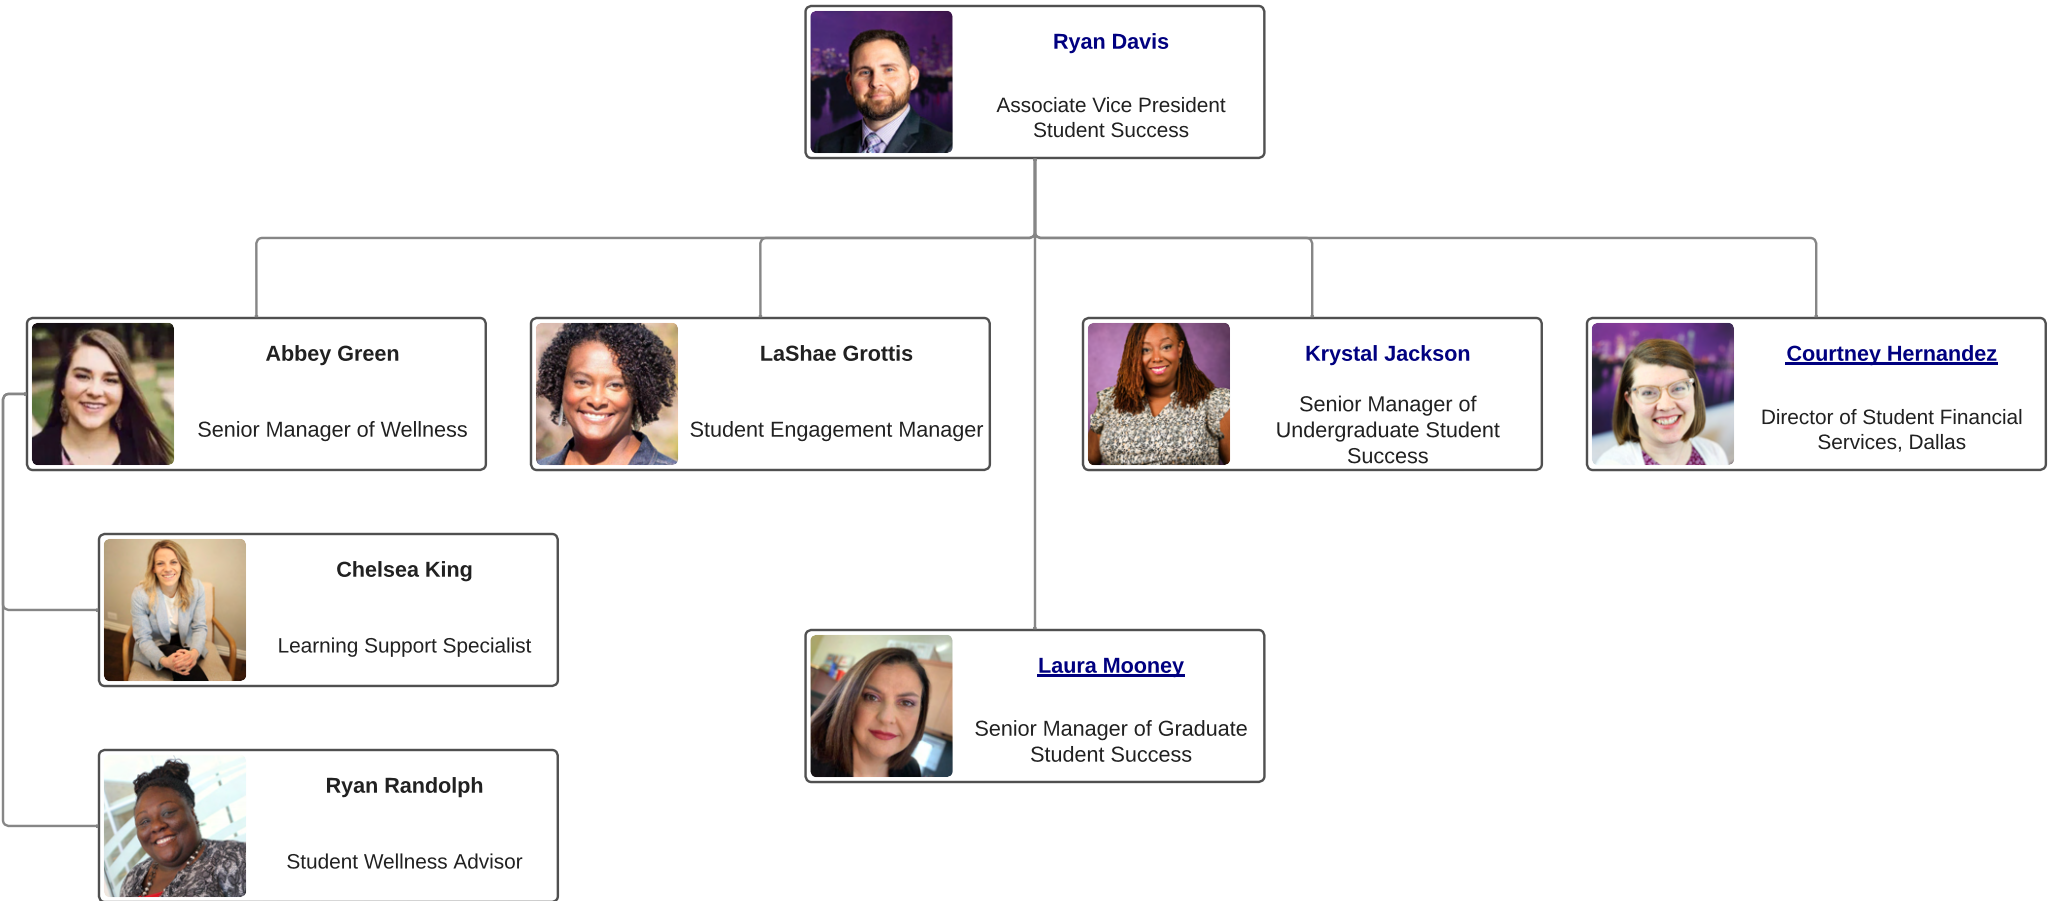 Ryan Davis
Associate Vice President
Student Success
Abbey Green
Senior Manager of Wellness
LaShae Grottis
Student Engagement Manager
Krystal Jackson
Senior Manager of
Undergraduate Student
Success
Courtney Hernandez
Director of Student Financial
Services, Dallas
Chelsea King
Learning Support Specialist
Laura Mooney
Senior Manager of Graduate
Student Success
Ryan Randolph
Student Wellness Advisor